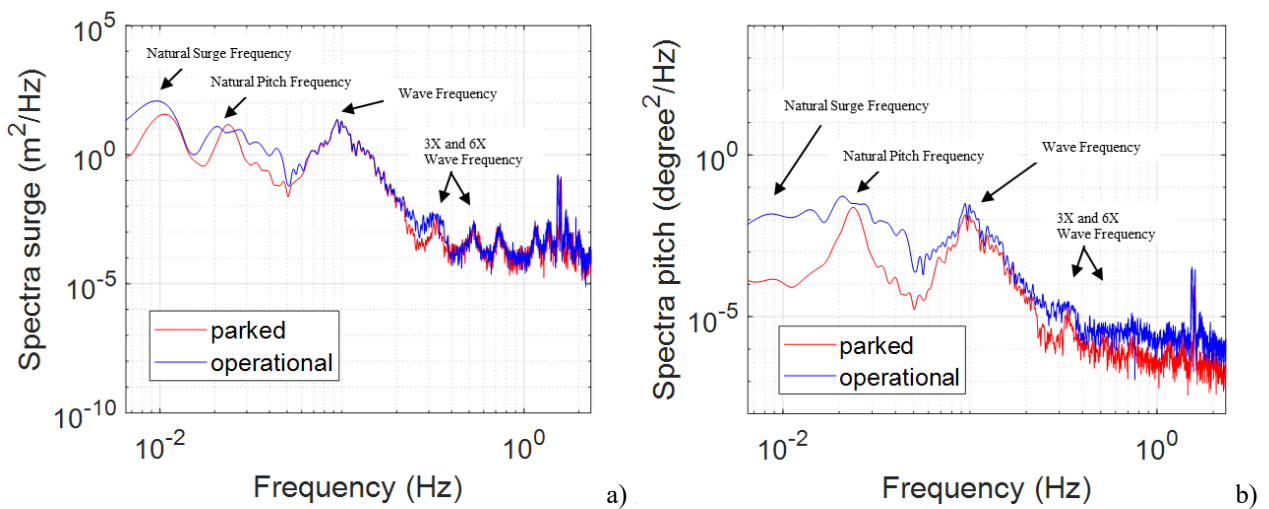 10^5
10^0
10^-5
10^-10
Spectra surge (m^2/Hz)
Natural Surge Frequency
Natural Pitch Frequency
Wave Frequency
3X and 6X
Wave Frequency
parked
operational
10^-2
10^0
Frequency (Hz)
a)
10^0
10^-5
Spectra pitch (degree^2/Hz)
Natural Surge Frequency
Natural Pitch Frequency
Wave Frequency
3X and 6X
Wave Frequency
parked
operational
10^-2
10^0
Frequency (Hz)
b)